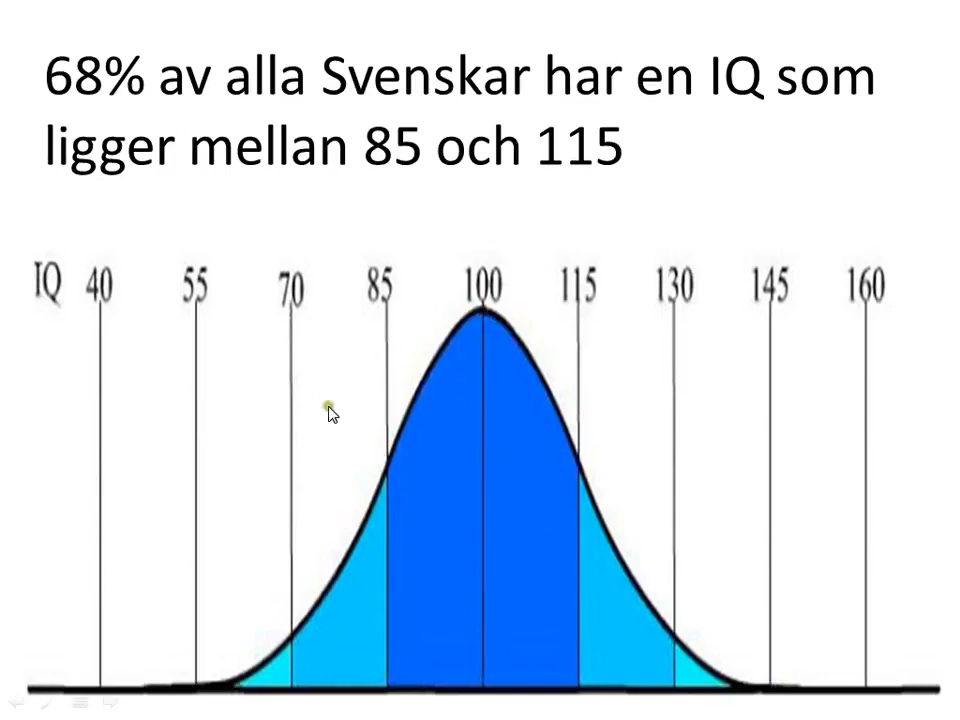 68% av alla Svenskar har en IQ som
ligger mellan 85 och 115
IQ 40 55 70 85 100 115 130 145 160